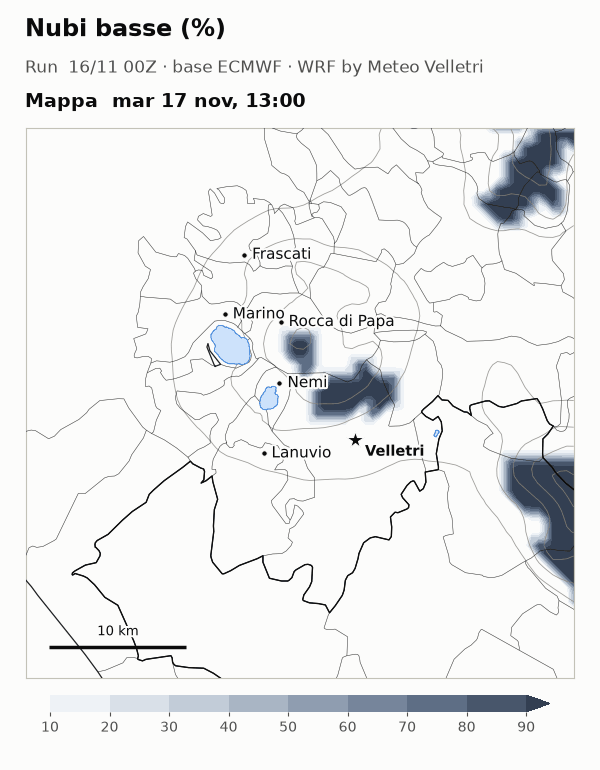 Nubi basse (%)
Run  16/11 00Z · base ECMWF · WRF by Meteo Velletri
Mappa  mar 17 nov, 13:00
Frascati
Marino
Rocca di Papa
Nemi
Velletri
Lanuvio
10 km
10 20 30 40 50 60 70 80 90